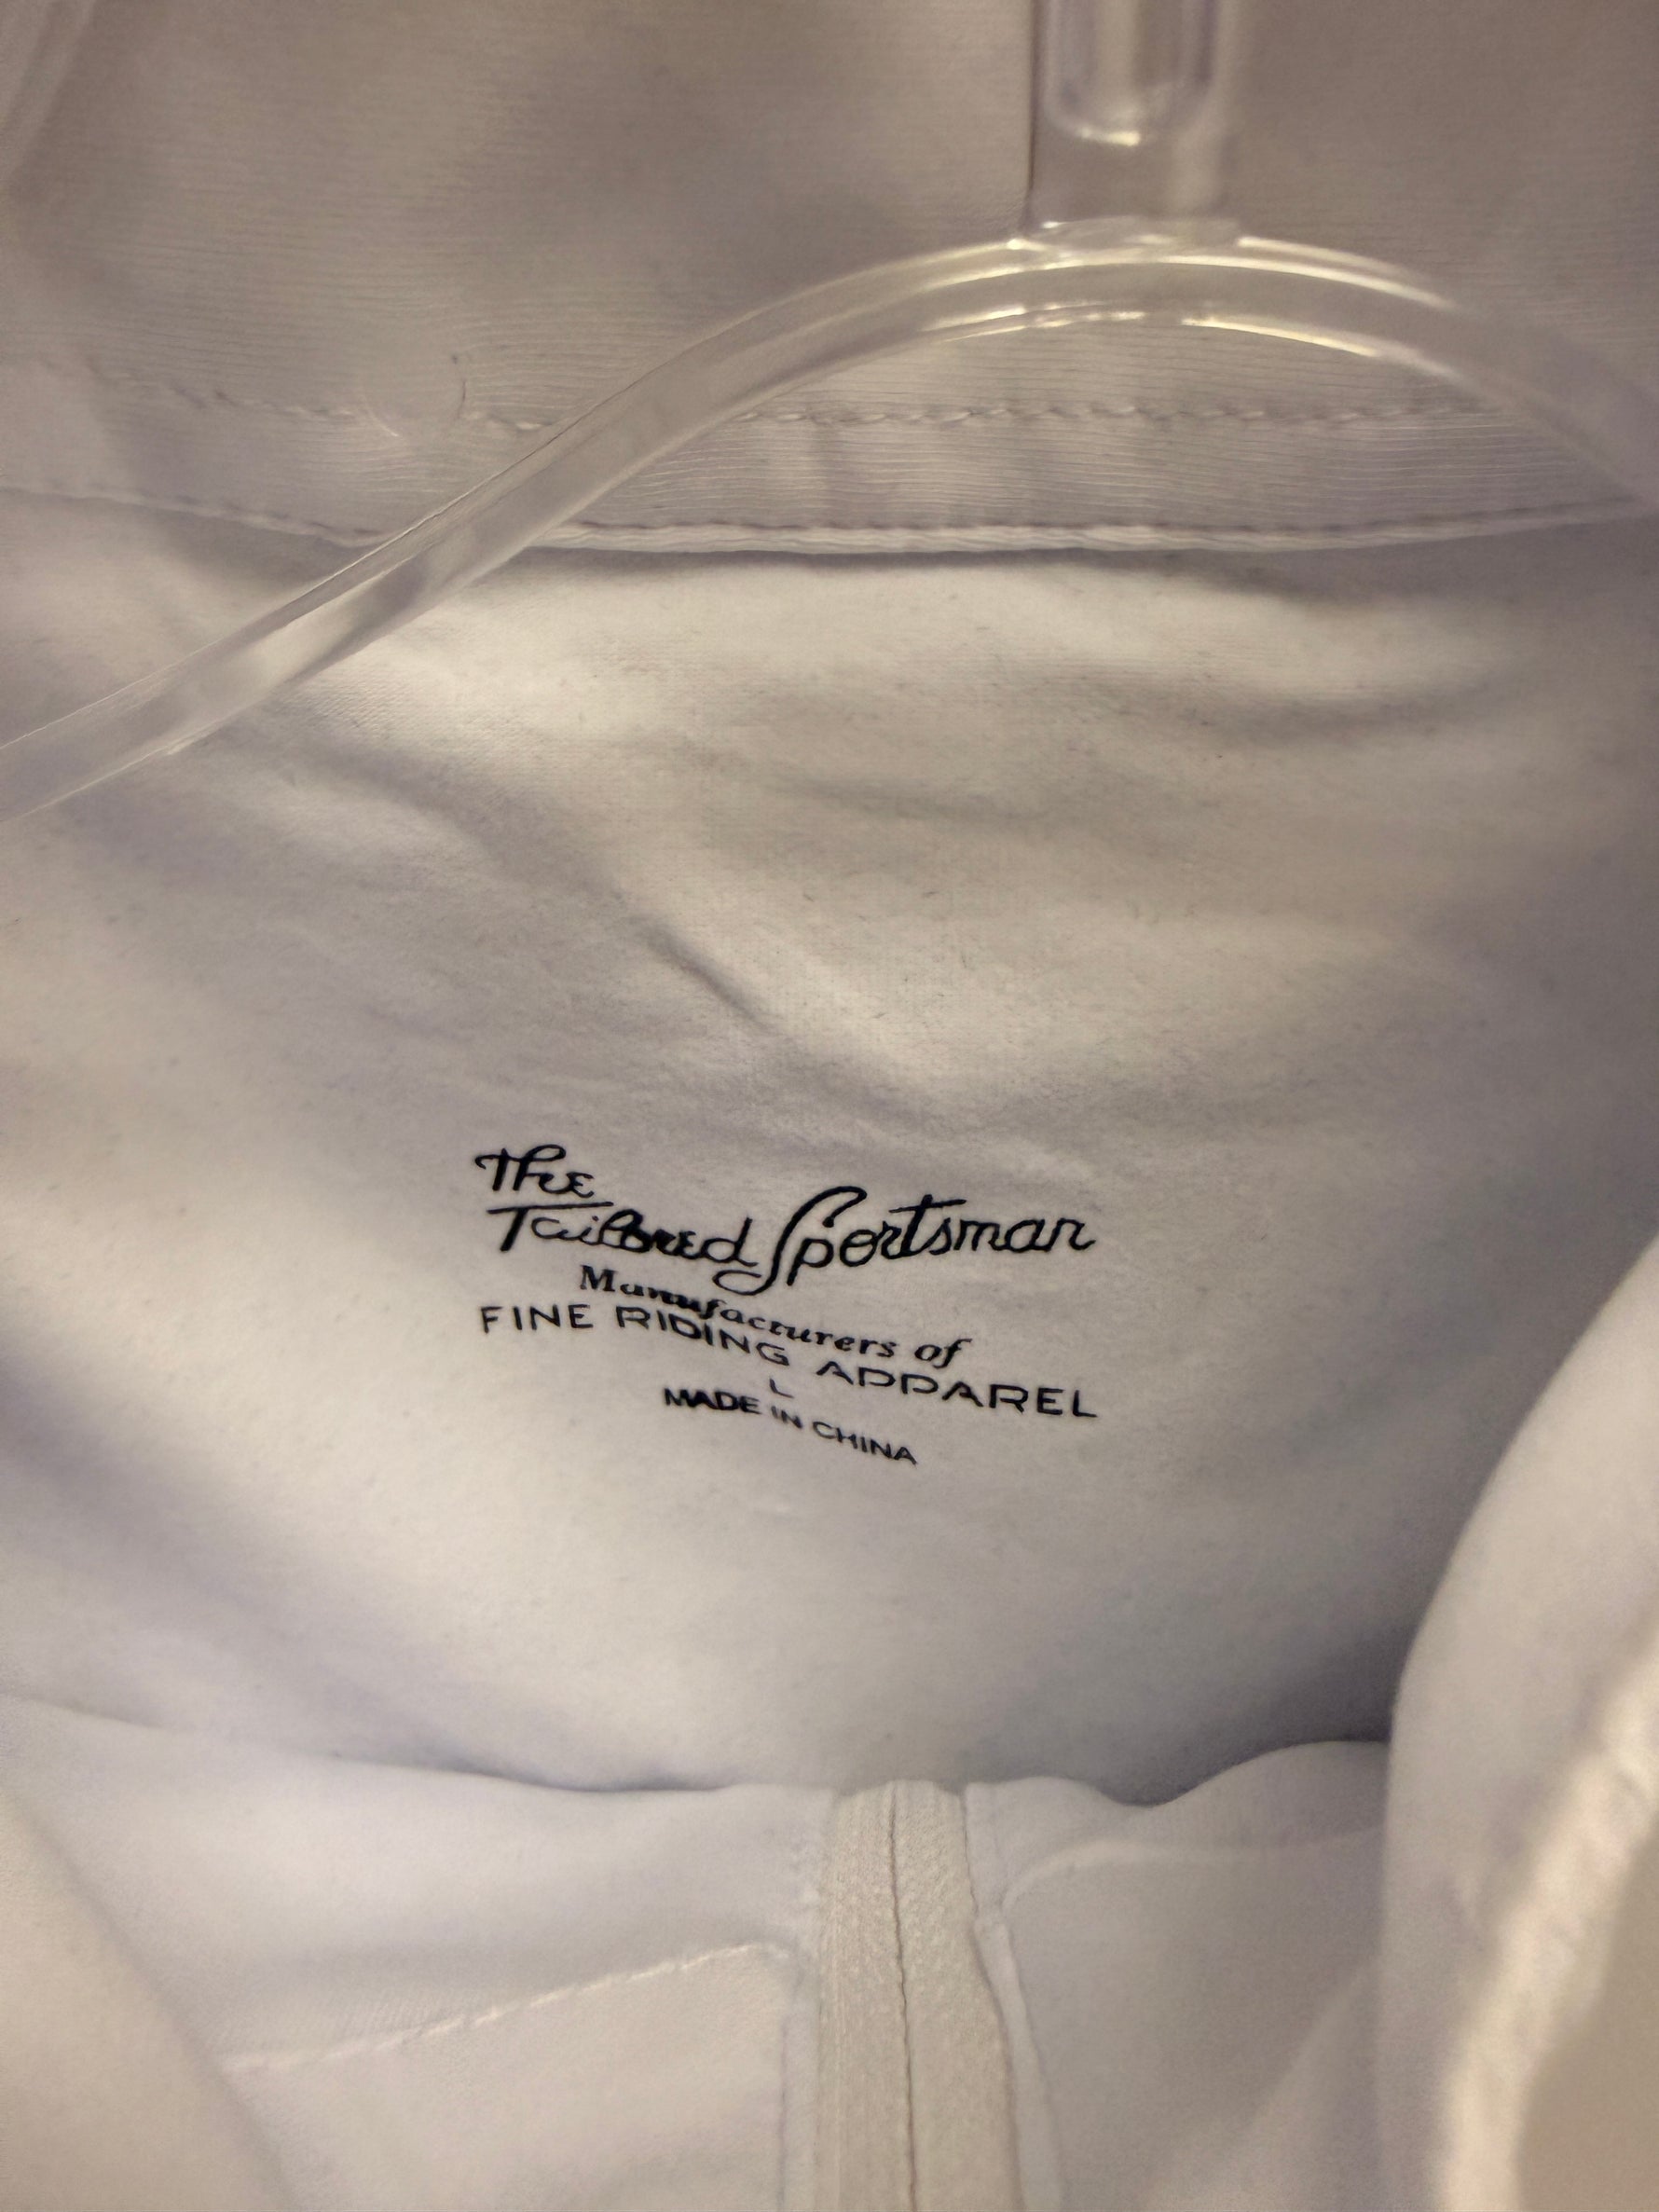 The
Tailored Sportsman
Manufacturers of
FINE RIDING APPAREL
L
MADE IN CHINA